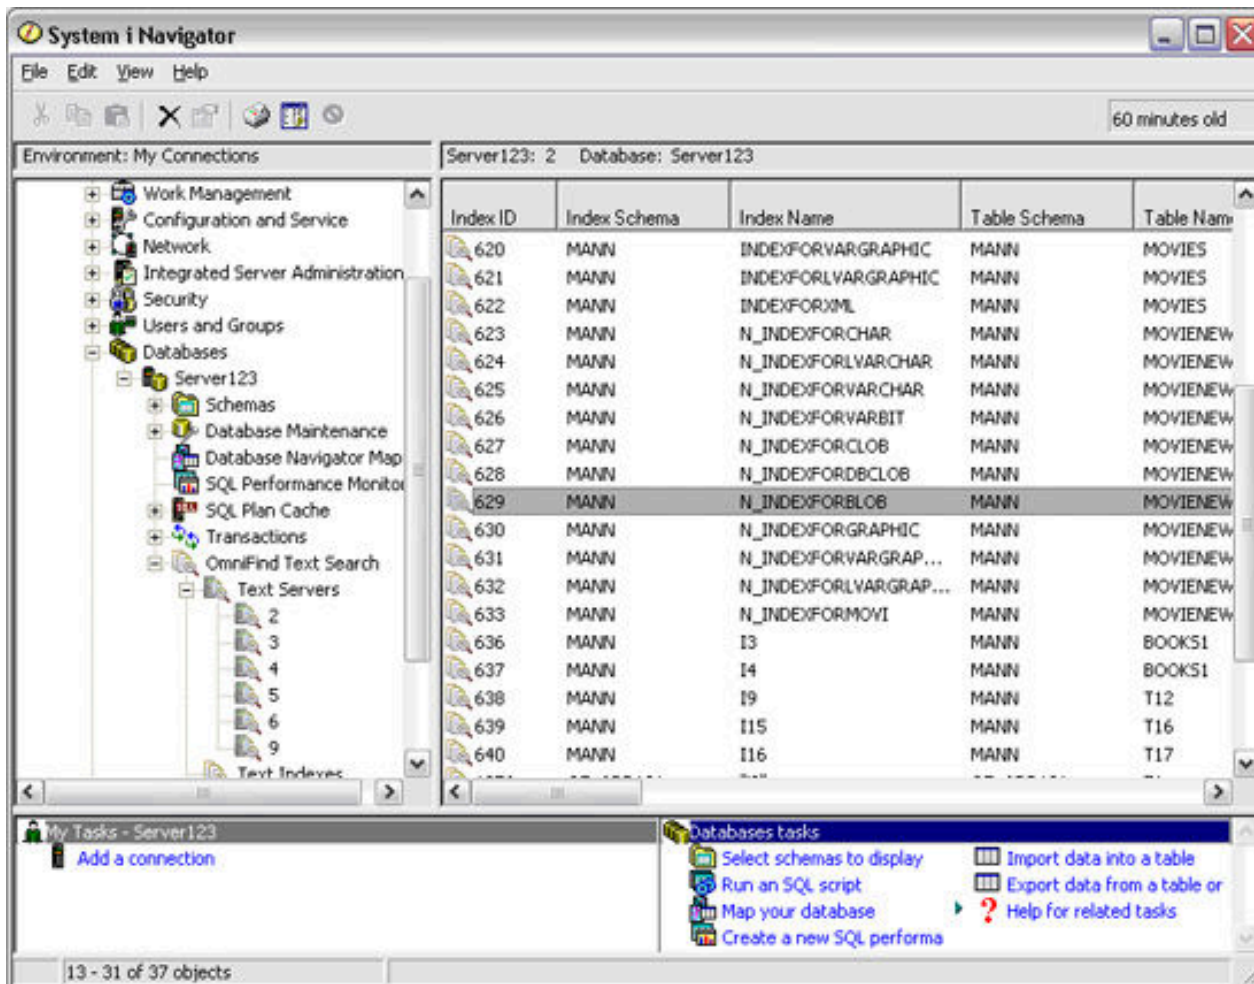 System i Navigator
File Edit View Help
60 minutes old
Environment: My Connections
Server123: 2 Database: Server123
Work Management
Configuration and Service
Network
Integrated Server Administration
Security
Users and Groups
Databases
Server123
Schemas
Database Maintenance
Database Navigator Map
SQL Performance Monitor
SQL Plan Cache
Transactions
OmniFind Text Search
Text Servers
2
3
4
5
6
9
Text Indexes
Index ID Index Schema Index Name Table Schema Table Name
620 MANN INDEXFORVARGRAPHIC MANN MOVIES
621 MANN INDEXFORLVARGRAPHIC MANN MOVIES
622 MANN INDEXFORXML MANN MOVIES
623 MANN N_INDEXFORCHAR MANN MOVIENEW
624 MANN N_INDEXFORLVARCHAR MANN MOVIENEW
625 MANN N_INDEXFORVARCHAR MANN MOVIENEW
626 MANN N_INDEXFORVARBIT MANN MOVIENEW
627 MANN N_INDEXFORCLOB MANN MOVIENEW
628 MANN N_INDEXFORDBCLOB MANN MOVIENEW
629 MANN N_INDEXFORBLOB MANN MOVIENEW
630 MANN N_INDEXFORGRAPHIC MANN MOVIENEW
631 MANN N_INDEXFORVARGRAP... MANN MOVIENEW
632 MANN N_INDEXFORLVARGRAP... MANN MOVIENEW
633 MANN N_INDEXFORMOVI MANN MOVIENEW
636 MANN I3 MANN BOOKS1
637 MANN I4 MANN BOOKS1
638 MANN I9 MANN T12
639 MANN I15 MANN T16
640 MANN I16 MANN T17
My Tasks - Server123
Add a connection
Databases tasks
Select schemas to display
Run an SQL script
Map your database
Create a new SQL performa
Import data into a table
Export data from a table or
Help for related tasks
13 - 31 of 37 objects